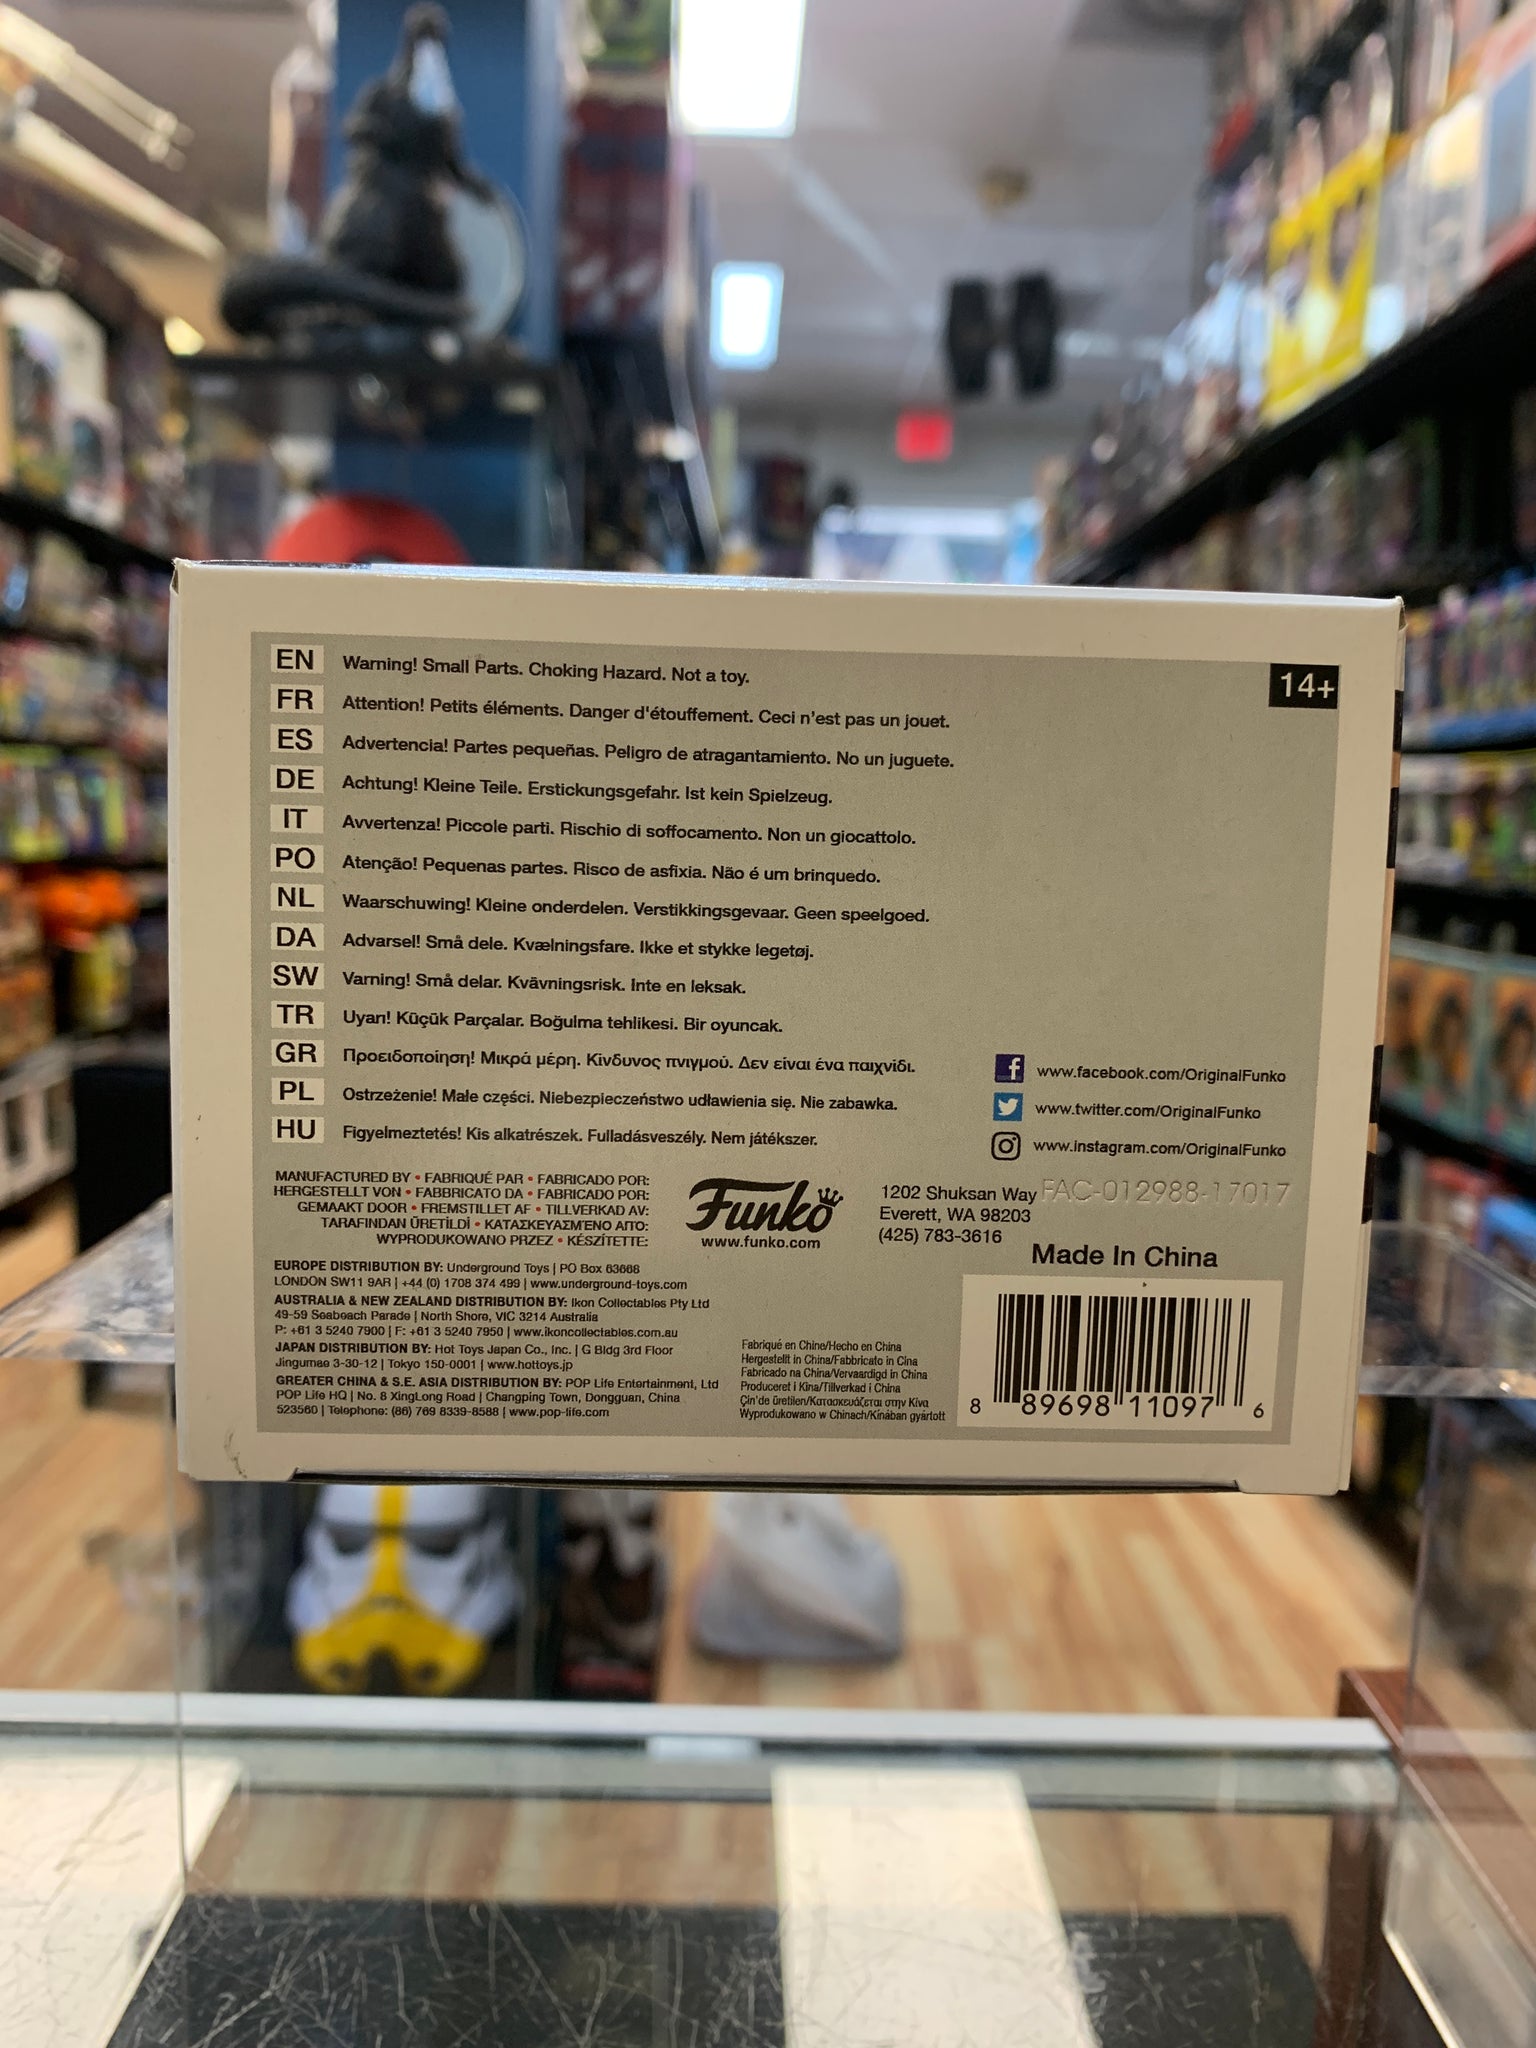 EN Warning! Small Parts. Choking Hazard. Not a toy.
14+
FR Attention! Petits éléments. Danger d'étouffement. Ceci n'est pas un jouet.
ES Advertencia! Partes pequeñas. Peligro de atragantamiento. No un juguete.
DE Achtung! Kleine Teile. Erstickungsgefahr. Ist kein Spielzeug.
IT Avvertenza! Piccole parti. Rischio di soffocamento. Non un giocattolo.
PO Atenção! Pequenas partes. Risco de asfixia. Não é um brinquedo.
NL Waarschuwing! Kleine onderdelen. Verstikkingsgevaar. Geen speelgoed.
DA Advarsel! Små dele. Kvælningsfare. Ikke et stykke legetøj.
SW Varning! Små delar. Kvävningsrisk. Inte en leksak.
TR Uyarı! Küçük Parçalar. Boğulma tehlikesi. Bir oyuncak.
GR Προειδοποίηση! Μικρά μέρη. Κίνδυνος πνιγμού. Δεν είναι ένα παιχνίδι.
PL Ostrzeżenie! Małe części. Niebezpieczeństwo udławienia się. Nie zabawka.
HU Figyelmeztetés! Kis alkatrészek. Fulladásveszély. Nem játékszer.
www.facebook.com/OriginalFunko
www.twitter.com/OriginalFunko
www.instagram.com/OriginalFunko
MANUFACTURED BY • FABRIQUÉ PAR • FABRICADO POR:
HERGESTELLT VON • FABBRICATO DA • FABRICADO POR:
GEMAAKT DOOR • FREMSTILLET AF • TILLVERKAD AV:
TARAFINDAN ÜRETİLDİ • ΚΑΤΑΣΚΕΥΑΣΜΈΝΟ ΑΠΌ:
WYPRODUKOWANO PRZEZ • KÉSZÍTETTE:
Funko
www.funko.com
1202 Shuksan Way
Everett, WA 98203
(425) 783-3616
FAC-012988-17017
Made In China
EUROPE DISTRIBUTION BY: Underground Toys | PO Box 63668
LONDON SW11 9AR | +44 (0) 1708 374 499 | www.underground-toys.com
AUSTRALIA & NEW ZEALAND DISTRIBUTION BY: Ikon Collectables Pty Ltd
49-59 Seabeach Parade | North Shore, VIC 3214 Australia
P: +61 3 5240 7900 | F: +61 3 5240 7950 | www.ikoncollectables.com.au
JAPAN DISTRIBUTION BY: Hot Toys Japan Co., Inc. | G Bldg 3rd Floor
Jingumae 3-30-12 | Tokyo 150-0001 | www.hottoys.jp
GREATER CHINA & S.E. ASIA DISTRIBUTION BY: POP Life Entertainment, Ltd
POP Life HQ | No. 8 XingLong Road | Changping Town, Dongguan, China
523560 | Telephone: (86) 769 8339-8588 | www.pop-life.com
Fabriqué en Chine/Hecho en China
Hergestellt in China/Fabbricato in Cina
Fabricado na China/Vervaardigd in China
Produceret i Kina/Tillverkad i China
Çin'de üretilen/Κατασκευάζεται στην Κίνα
Wyprodukowano w Chinach/Kínában gyártott
8 89698 11097 6